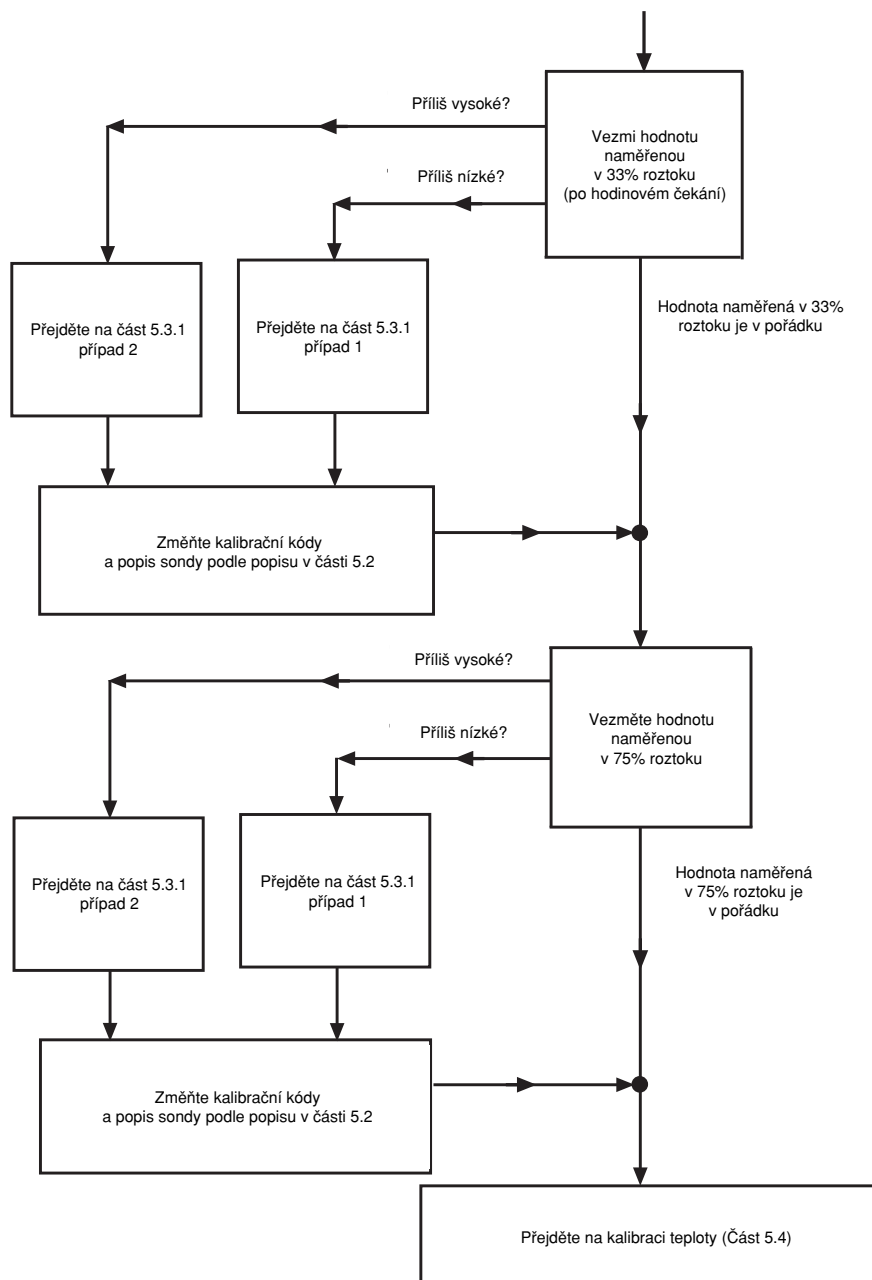 Příliš vysoké?
Vezmi hodnotu
naměřenou
v 33% roztoku
(po hodinovém čekání)
Příliš nízké?
Přejděte na část 5.3.1
případ 2
Přejděte na část 5.3.1
případ 1
Hodnota naměřená v 33%
roztoku je v pořádku
Změňte kalibrační kódy
a popis sondy podle popisu v části 5.2
Příliš vysoké?
Vezměte hodnotu
naměřenou
v 75% roztoku
Příliš nízké?
Přejděte na část 5.3.1
případ 2
Přejděte na část 5.3.1
případ 1
Hodnota naměřená
v 75% roztoku je
v pořádku
Změňte kalibrační kódy
a popis sondy podle popisu v části 5.2
Přejděte na kalibraci teploty (Část 5.4)